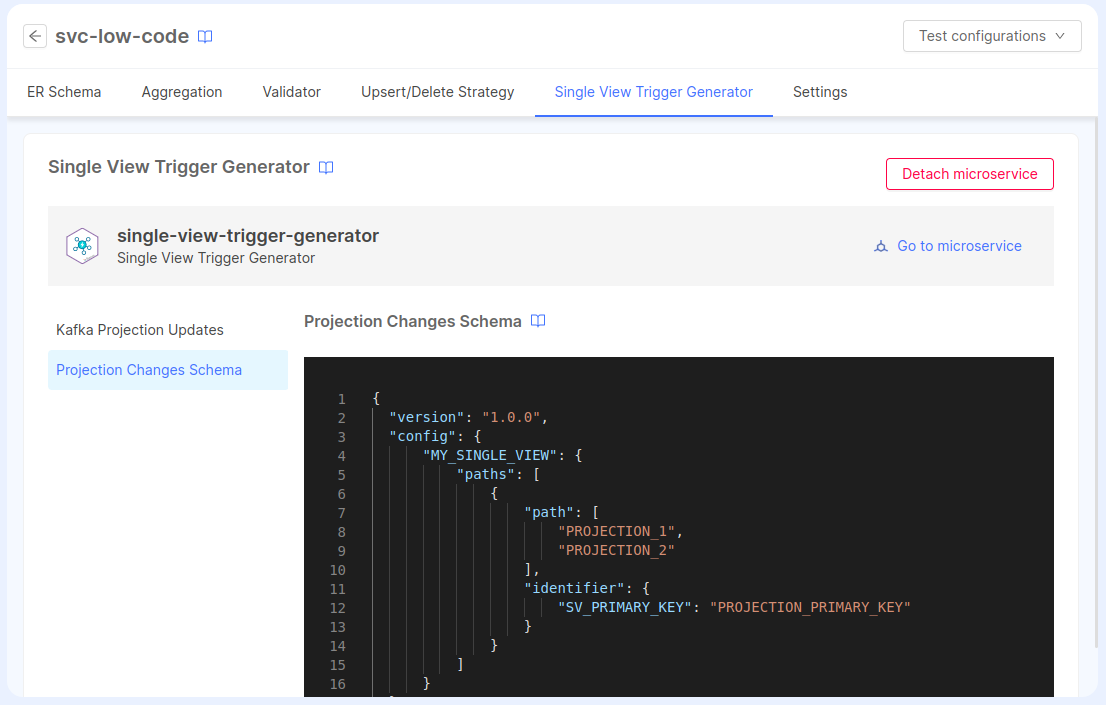 svc-low-code
Test configurations
ER Schema Aggregation Validator Upsert/Delete Strategy Single View Trigger Generator Settings
Single View Trigger Generator
Detach microservice
single-view-trigger-generator
Single View Trigger Generator
Go to microservice
Kafka Projection Updates
Projection Changes Schema
Projection Changes Schema
1 {
2 "version": "1.0.0",
3 "config": {
4 "MY_SINGLE_VIEW": {
5 "paths": [
6 {
7 "path": [
8 "PROJECTION_1",
9 "PROJECTION_2"
10 ],
11 "identifier": {
12 "SV_PRIMARY_KEY": "PROJECTION_PRIMARY_KEY"
13 }
14 }
15 ]
16 }